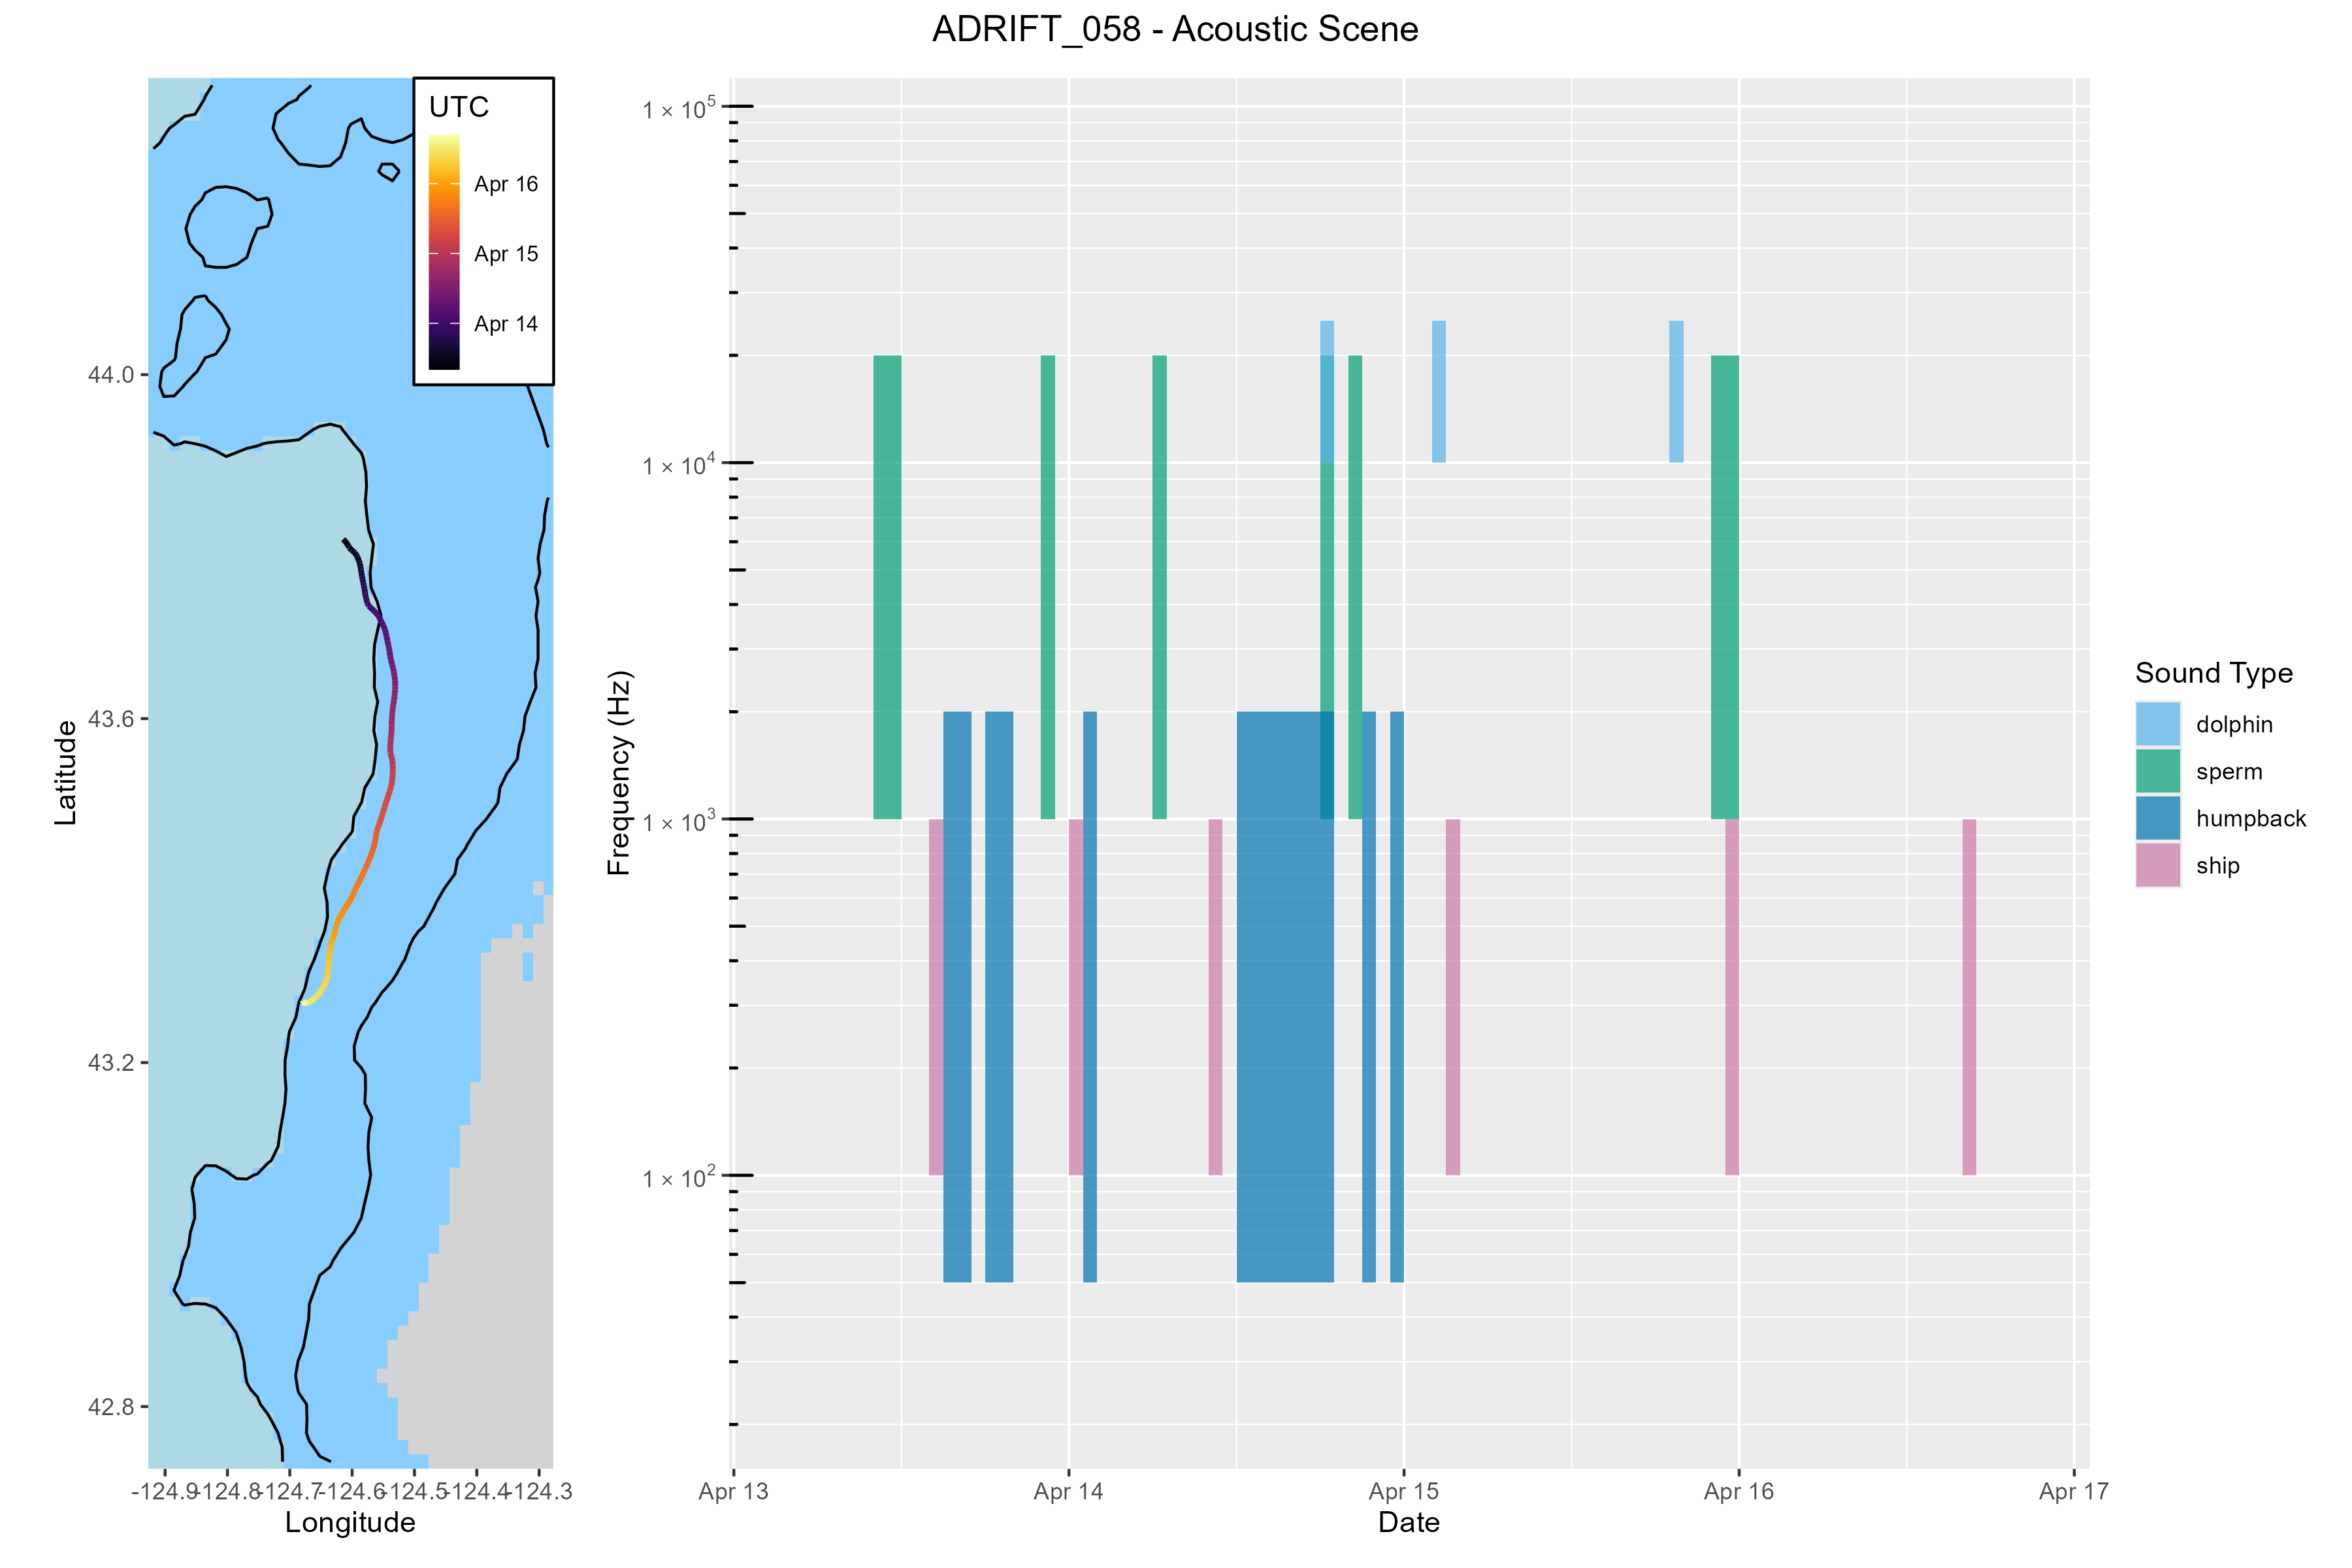 ADRIFT_058 - Acoustic Scene
UTC
Apr 16
Apr 15
Apr 14
44.0
43.6
43.2
42.8
Latitude
-124.9 -124.8 -124.7 -124.6 -124.5 -124.4 -124.3
Longitude
1 × 10^5
1 × 10^4
1 × 10^3
1 × 10^2
Frequency (Hz)
Apr 13 Apr 14 Apr 15 Apr 16 Apr 17
Date
Sound Type
dolphin
sperm
humpback
ship